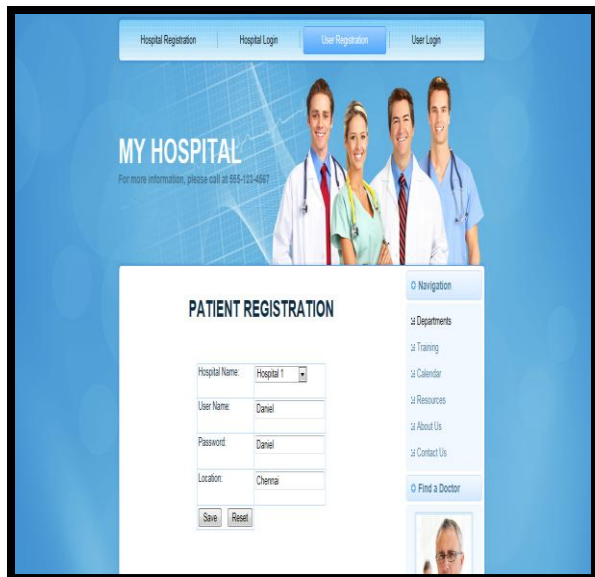 Hospital Registration Hospital Login User Registration User Login
MY HOSPITAL
For more information, please call at 555-123-4567
Navigation
Departments
Training
Calendar
Resources
About Us
Contact Us
Find a Doctor
PATIENT REGISTRATION
Hospital Name: Hospital 1
User Name: Daniel
Password: Daniel
Location: Chennai
Save Reset